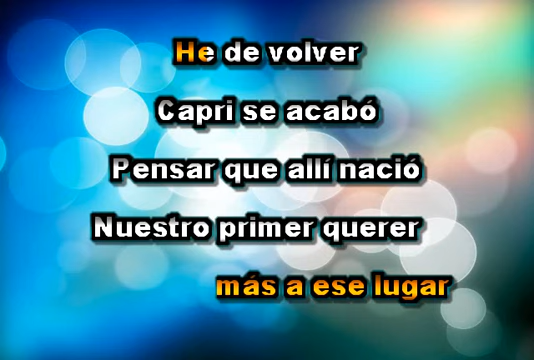 He de volver
Capri se acabó
Pensar que allí nació
Nuestro primer querer
más a ese lugar